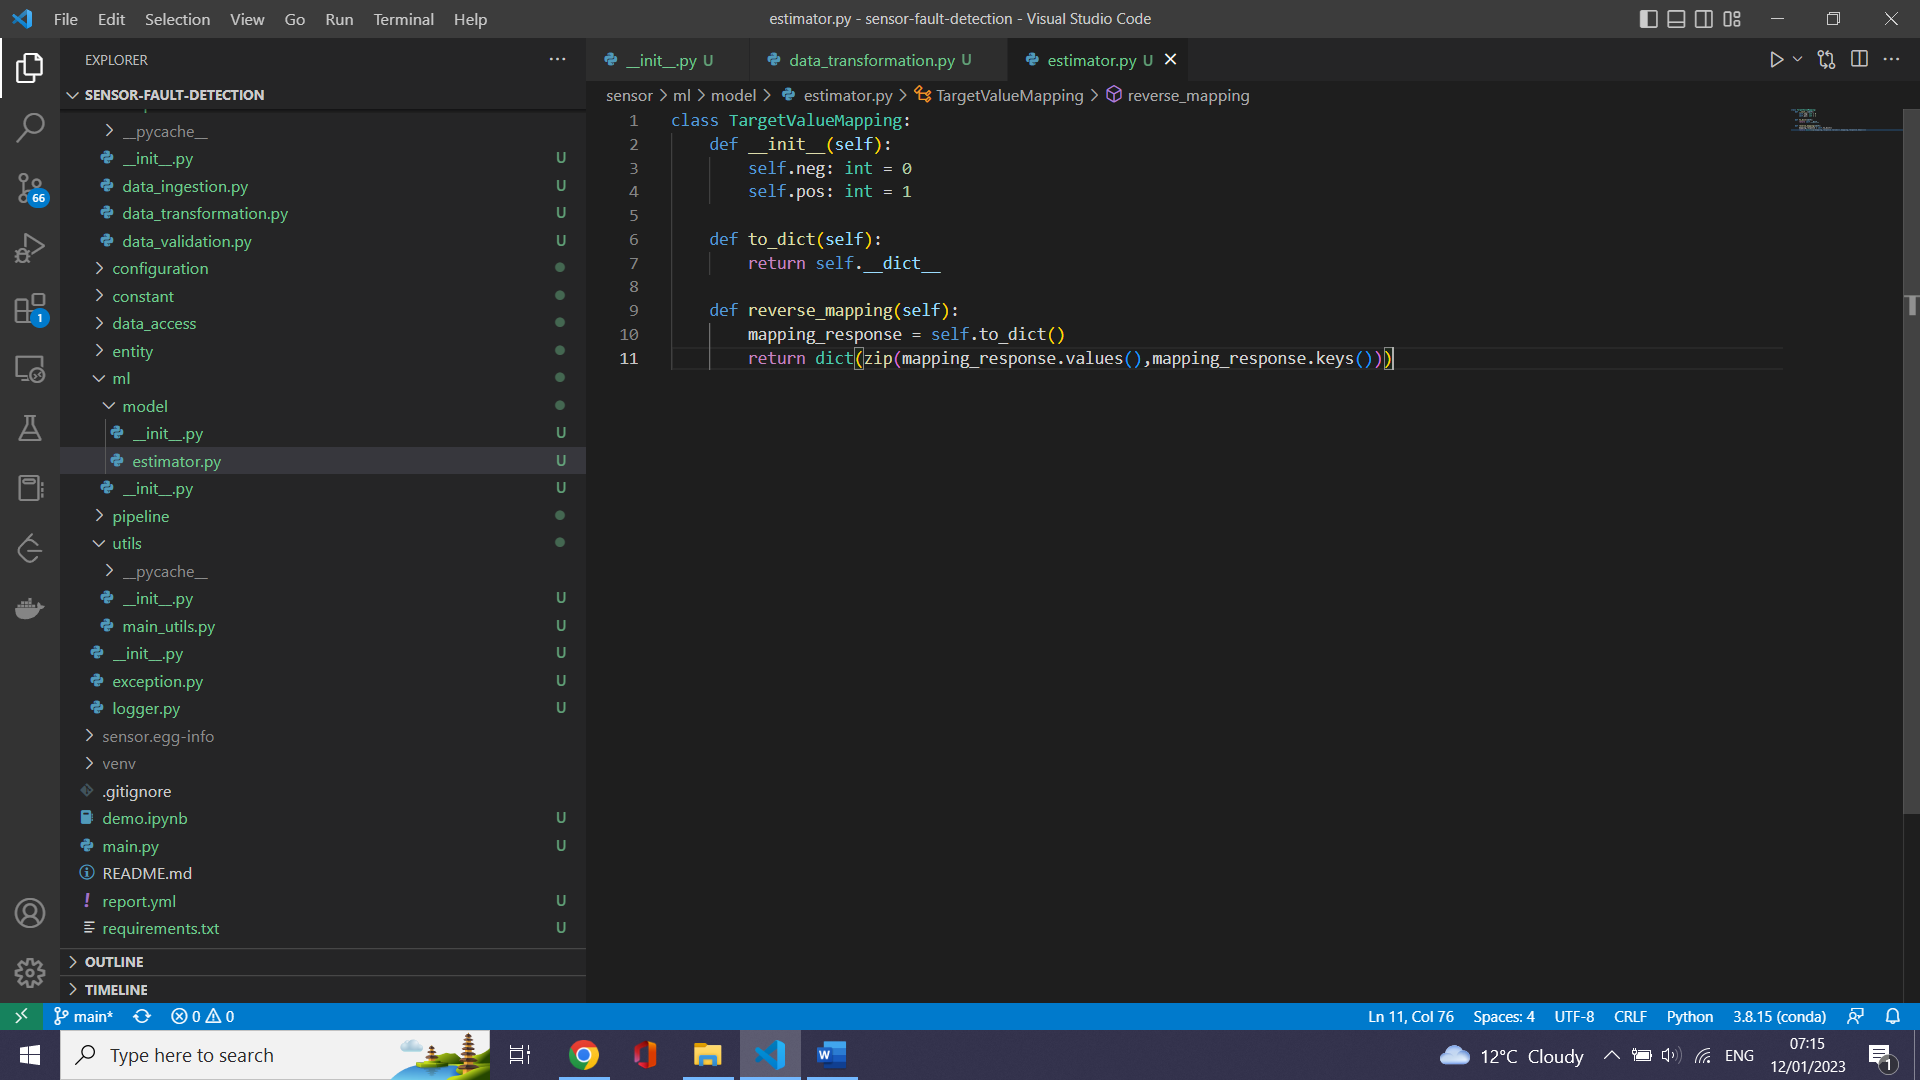 File Edit Selection View Go Run Terminal Help
estimator.py - sensor-fault-detection - Visual Studio Code
EXPLORER
SENSOR-FAULT-DETECTION
__pycache__
__init__.py U
data_ingestion.py U
data_transformation.py U
data_validation.py U
configuration
constant
data_access
entity
ml
model
__init__.py U
estimator.py U
__init__.py U
pipeline
utils
__pycache__
__init__.py U
main_utils.py U
__init__.py U
exception.py U
logger.py U
sensor.egg-info
venv
.gitignore
demo.ipynb U
main.py U
README.md
report.yml U
requirements.txt U
OUTLINE
TIMELINE
66
1
__init__.py U
data_transformation.py U
estimator.py U
sensor > ml > model > estimator.py > TargetValueMapping > reverse_mapping
1 class TargetValueMapping:
2     def __init__(self):
3         self.neg: int = 0
4         self.pos: int = 1
5
6     def to_dict(self):
7         return self.__dict__
8
9     def reverse_mapping(self):
10         mapping_response = self.to_dict()
11         return dict(zip(mapping_response.values(),mapping_response.keys()))
main* 0 0
Ln 11, Col 76 Spaces: 4 UTF-8 CRLF Python 3.8.15 (conda)
Type here to search
12°C Cloudy
ENG
07:15
12/01/2023
1